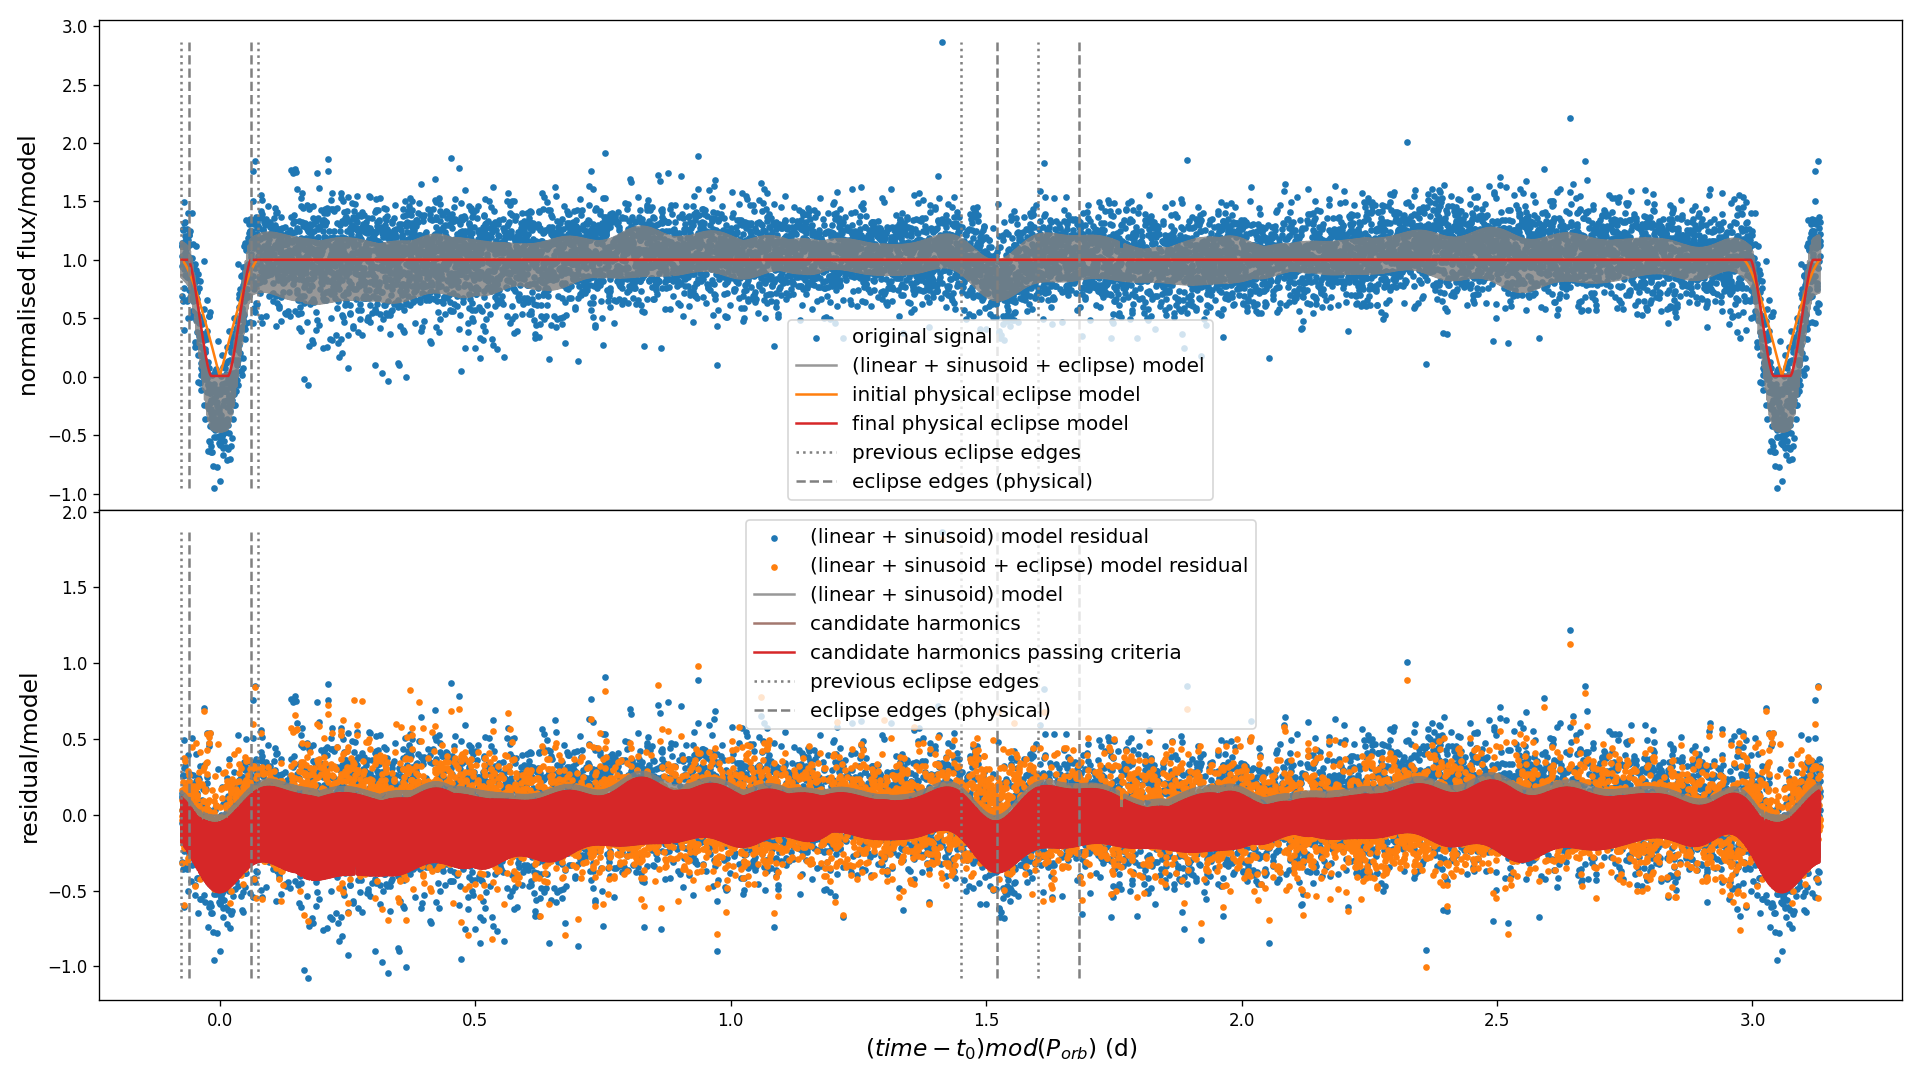 3.0
2.5
2.0
1.5
1.0
0.5
0.0
−0.5
−1.0
normalised flux/model
original signal
(linear + sinusoid + eclipse) model
initial physical eclipse model
final physical eclipse model
previous eclipse edges
eclipse edges (physical)
2.0
1.5
1.0
0.5
0.0
−0.5
−1.0
residual/model
(linear + sinusoid) model residual
(linear + sinusoid + eclipse) model residual
(linear + sinusoid) model
candidate harmonics
candidate harmonics passing criteria
previous eclipse edges
eclipse edges (physical)
0.0 0.5 1.0 1.5 2.0 2.5 3.0
(time − t₀)mod(P_orb) (d)